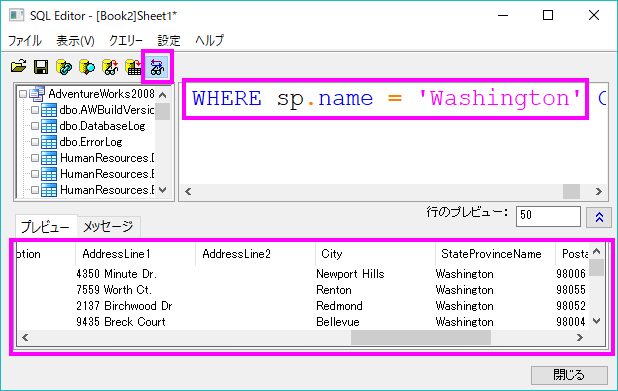 SQL Editor - [Book2]Sheet1*
ファイル 表示(V) クエリー 設定 ヘルプ
AdventureWorks2008
dbo.AWBuildVersio
dbo.DatabaseLog
dbo.ErrorLog
HumanResources.D
HumanResources.E
HumanResources.E
WHERE sp.name = 'Washington'
行のプレビュー: 50
プレビュー メッセージ
otion AddressLine1 AddressLine2 City StateProvinceName Posta
4350 Minute Dr. Newport Hills Washington 98006
7559 Worth Ct. Renton Washington 98055
2137 Birchwood Dr Redmond Washington 98052
9435 Breck Court Bellevue Washington 98004
閉じる